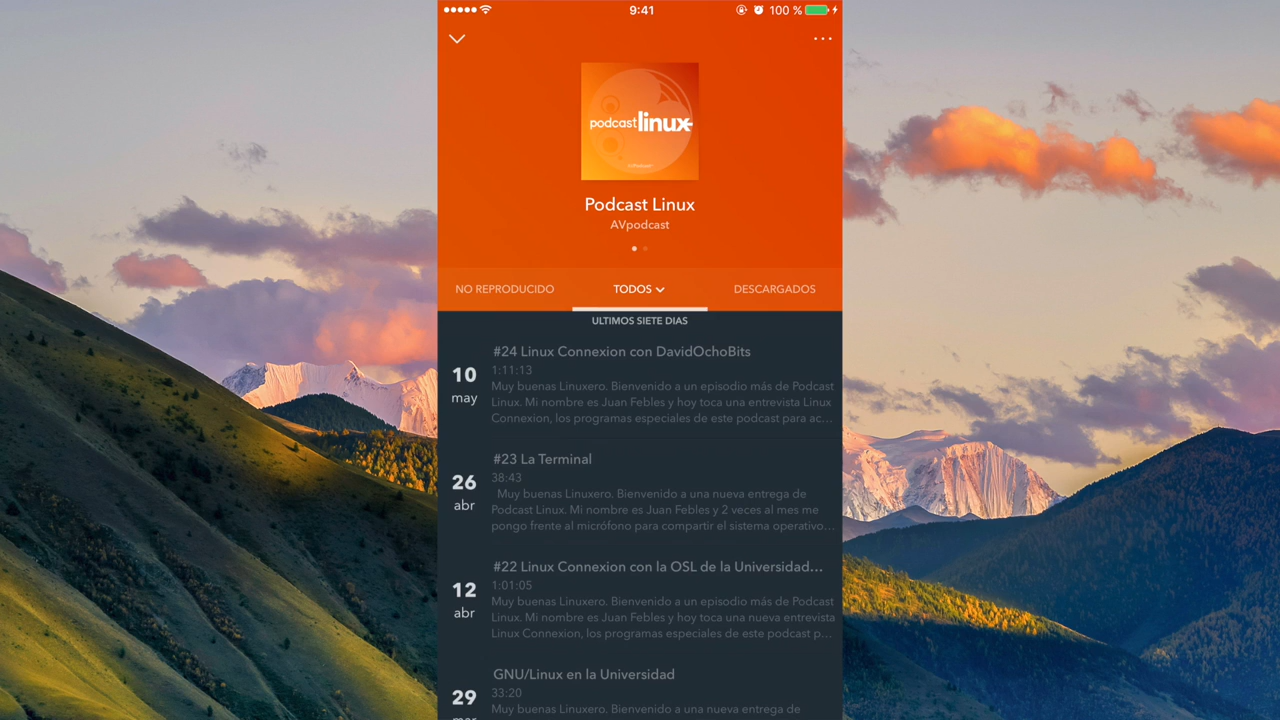 9:41
100 %
podcastlinux
Podcast Linux
AVpodcast
NO REPRODUCIDO
TODOS
DESCARGADOS
ULTIMOS SIETE DIAS
10
may
#24 Linux Connexion con DavidOchoBits
1:11:13
Muy buenas Linuxero. Bienvenido a un episodio más de Podcast
Linux. Mi nombre es Juan Febles y hoy toca una entrevista Linux
Connexion, los programas especiales de este podcast para ac...
26
abr
#23 La Terminal
38:43
Muy buenas Linuxero. Bienvenido a una nueva entrega de
Podcast Linux. Mi nombre es Juan Febles y 2 veces al mes me
pongo frente al micrófono para compartir el sistema operativo...
12
abr
#22 Linux Connexion con la OSL de la Universidad...
1:01:05
Muy buenas Linuxero. Bienvenido a un episodio más de Podcast
Linux. Mi nombre es Juan Febles y hoy toca una nueva entrevista
Linux Connexion, los programas especiales de este podcast p...
29
GNU/Linux en la Universidad
33:20
Muy buenas Linuxero. Bienvenido a una nueva entrega de